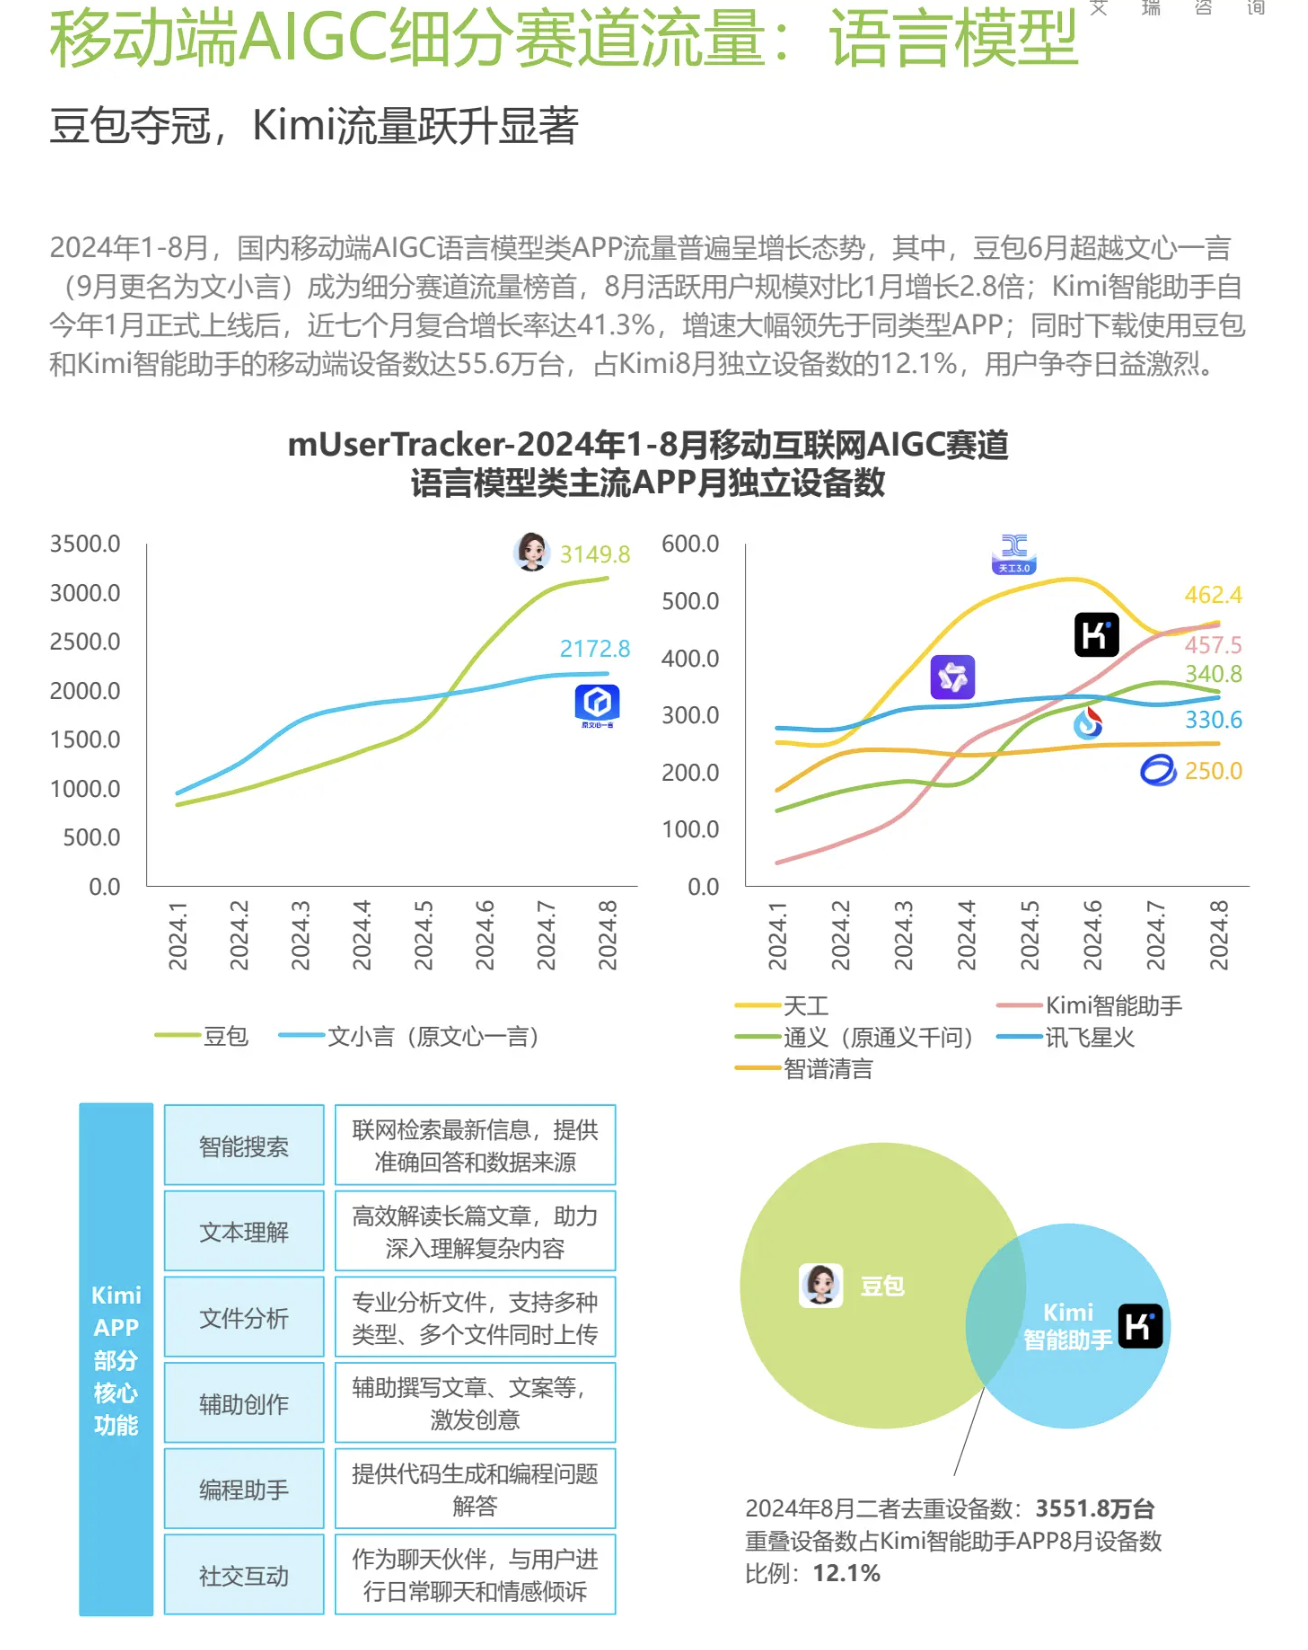 艾瑞咨询
移动端AIGC细分赛道流量：语言模型
豆包夺冠，Kimi流量跃升显著
2024年1-8月，国内移动端AIGC语言模型类APP流量普遍呈增长态势，其中，豆包6月超越文心一言
（9月更名为文小言）成为细分赛道流量榜首，8月活跃用户规模对比1月增长2.8倍；Kimi智能助手自
今年1月正式上线后，近七个月复合增长率达41.3%，增速大幅领先于同类型APP；同时下载使用豆包
和Kimi智能助手的移动端设备数达55.6万台，占Kimi8月独立设备数的12.1%，用户争夺日益激烈。
mUserTracker-2024年1-8月移动互联网AIGC赛道
语言模型类主流APP月独立设备数
3500.0
3000.0
2500.0
2000.0
1500.0
1000.0
500.0
0.0
3149.8
2172.8
原文心一言
2024.1
2024.2
2024.3
2024.4
2024.5
2024.6
2024.7
2024.8
豆包
文小言（原文心一言）
600.0
500.0
400.0
300.0
200.0
100.0
0.0
天工3.0
462.4
457.5
340.8
330.6
250.0
2024.1
2024.2
2024.3
2024.4
2024.5
2024.6
2024.7
2024.8
天工
Kimi智能助手
通义（原通义千问）
讯飞星火
智谱清言
Kimi
APP
部分
核心
功能
智能搜索
联网检索最新信息，提供
准确回答和数据来源
文本理解
高效解读长篇文章，助力
深入理解复杂内容
文件分析
专业分析文件，支持多种
类型、多个文件同时上传
辅助创作
辅助撰写文章、文案等，
激发创意
编程助手
提供代码生成和编程问题
解答
社交互动
作为聊天伙伴，与用户进
行日常聊天和情感倾诉
豆包
Kimi
智能助手
2024年8月二者去重设备数：3551.8万台
重叠设备数占Kimi智能助手APP8月设备数
比例：12.1%